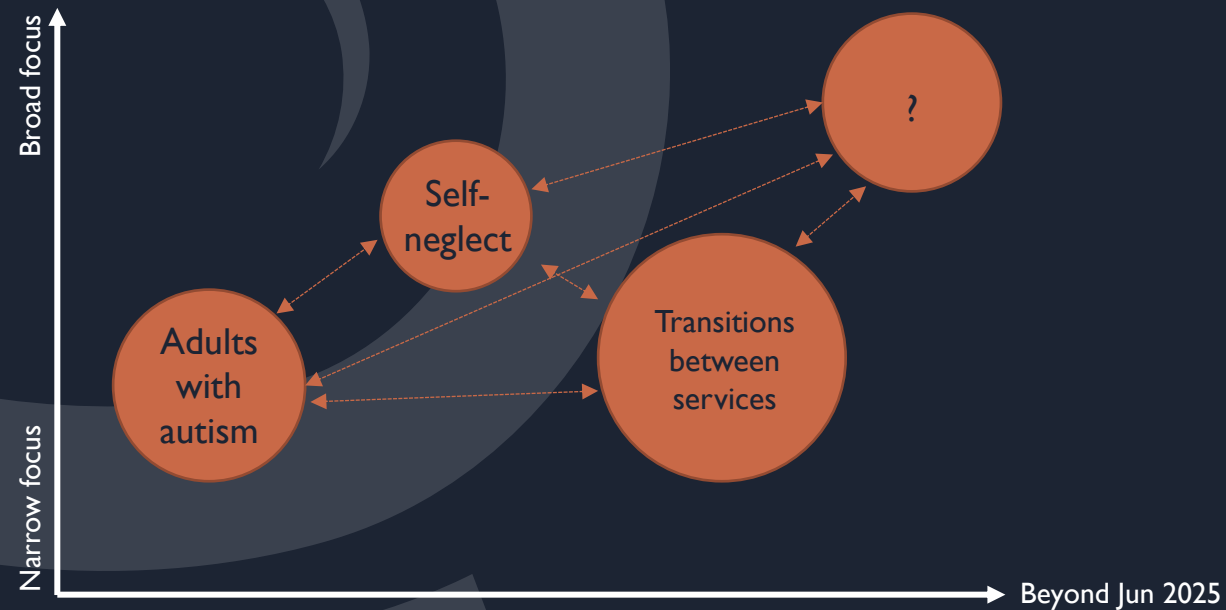 Broad focus
?
Self-
neglect
Transitions
between
services
Adults
with
autism
Narrow focus
Beyond Jun 2025